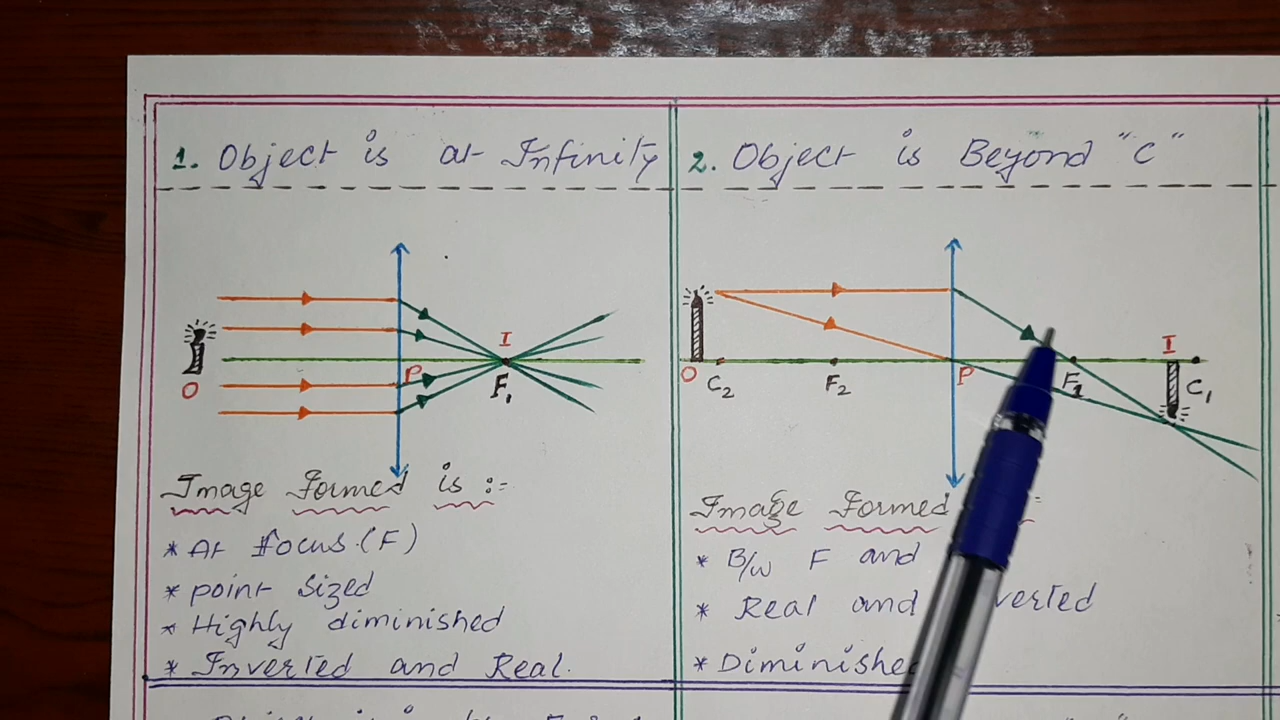 1. Object is at Infinity
O
P
I
F₁
Image Formed is :-
* At focus (F)
* point sized
* Highly diminished
* Inverted and Real.
2. Object is Beyond "C"
O
C₂
F₂
P
F₁
I
C₁
Image Formed
* B/w F and
* Real and
* Diminished